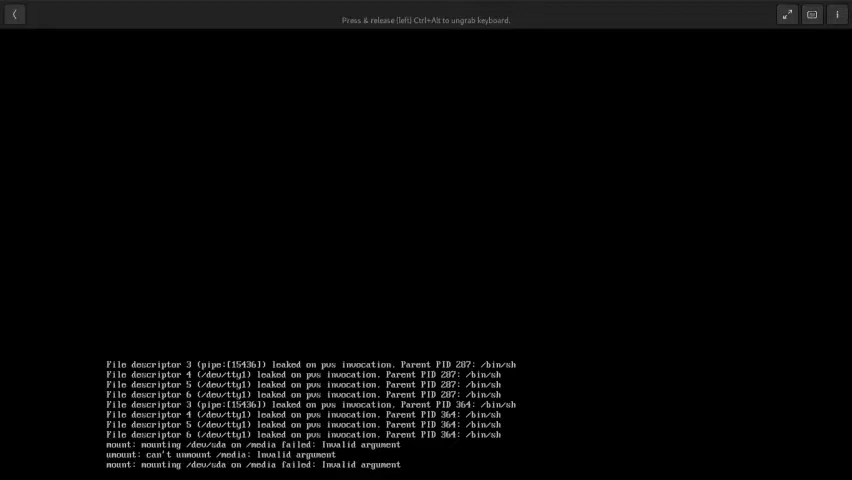 Press & release (left) Ctrl+Alt to ungrab keyboard.
File descriptor 3 (pipe:[15436]) leaked on pvs invocation. Parent PID 287: /bin/sh
File descriptor 4 (/dev/tty1) leaked on pvs invocation. Parent PID 287: /bin/sh
File descriptor 5 (/dev/tty1) leaked on pvs invocation. Parent PID 287: /bin/sh
File descriptor 6 (/dev/tty1) leaked on pvs invocation. Parent PID 287: /bin/sh
File descriptor 3 (pipe:[15436]) leaked on pvs invocation. Parent PID 364: /bin/sh
File descriptor 4 (/dev/tty1) leaked on pvs invocation. Parent PID 364: /bin/sh
File descriptor 5 (/dev/tty1) leaked on pvs invocation. Parent PID 364: /bin/sh
File descriptor 6 (/dev/tty1) leaked on pvs invocation. Parent PID 364: /bin/sh
mount: mounting /dev/sda on /media failed: Invalid argument
umount: can't unmount /media: Invalid argument
mount: mounting /dev/sda on /media failed: Invalid argument